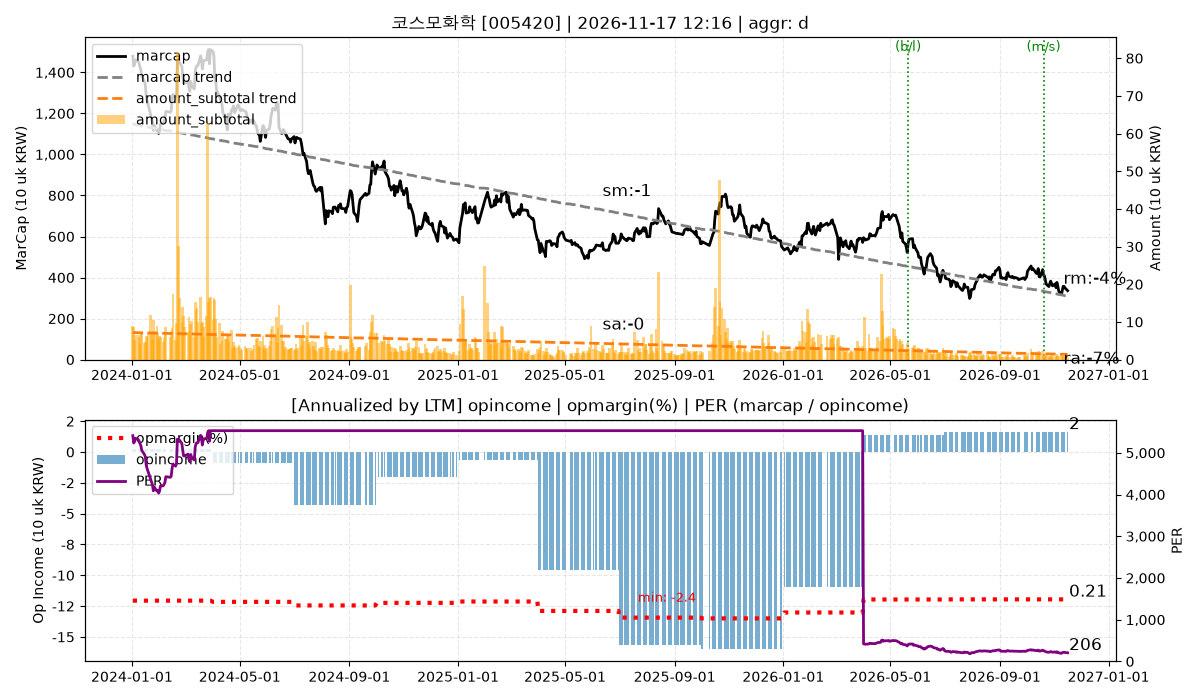 코스모화학 [005420] | 2026-11-17 12:16 | aggr: d
(b/l)
(m/s)
marcap
marcap trend
amount_subtotal trend
amount_subtotal
1,400
1,200
1,000
800
600
400
200
0
MarCap (10 uk KRW)
80
70
60
50
40
30
20
10
0
Amount (10 uk KRW)
sm:-1
sa:-0
rm:-4%
ra:-7%
2024-01-01
2024-05-01
2024-09-01
2025-01-01
2025-05-01
2025-09-01
2026-01-01
2026-05-01
2026-09-01
2027-01-01
[Annualized by LTM] opincome | opmargin(%) | PER (marcap / opincome)
opmargin(%)
opincome
PER
2
0
-2
-5
-8
-10
-12
-15
Op Income (10 uk KRW)
5,000
4,000
3,000
2,000
1,000
0
PER
min: -2.4
2
0.21
206
2024-01-01
2024-05-01
2024-09-01
2025-01-01
2025-05-01
2025-09-01
2026-01-01
2026-05-01
2026-09-01
2027-01-01